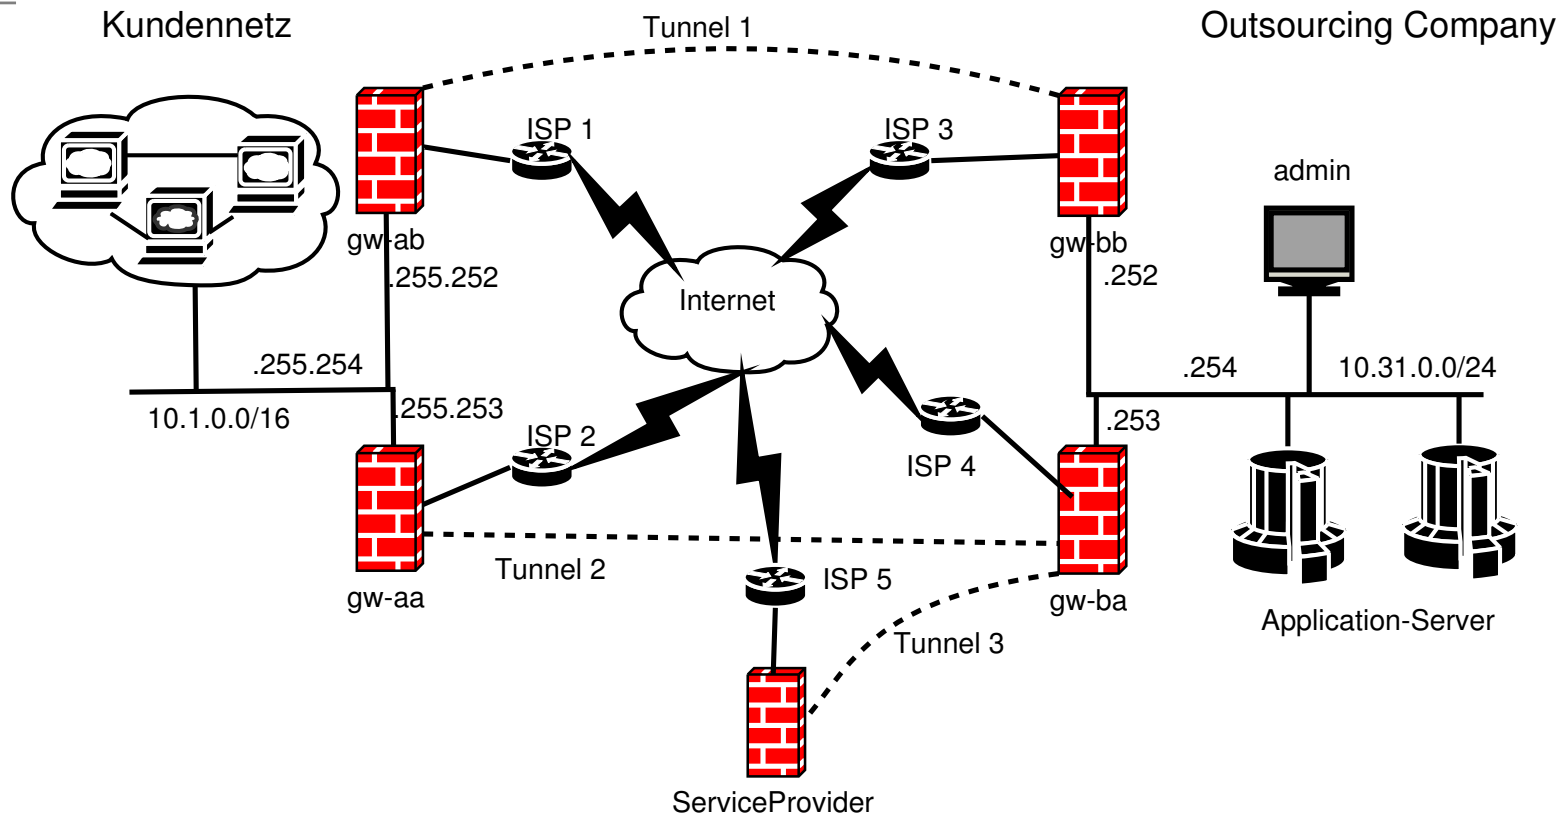 Kundennetz
Tunnel 1
Outsourcing Company
ISP 1
ISP 3
admin
gw-ab
gw-bb
.255.252
.252
Internet
.255.254
.254
10.31.0.0/24
10.1.0.0/16
.255.253
.253
ISP 2
ISP 4
Tunnel 2
ISP 5
gw-aa
gw-ba
Application-Server
Tunnel 3
ServiceProvider